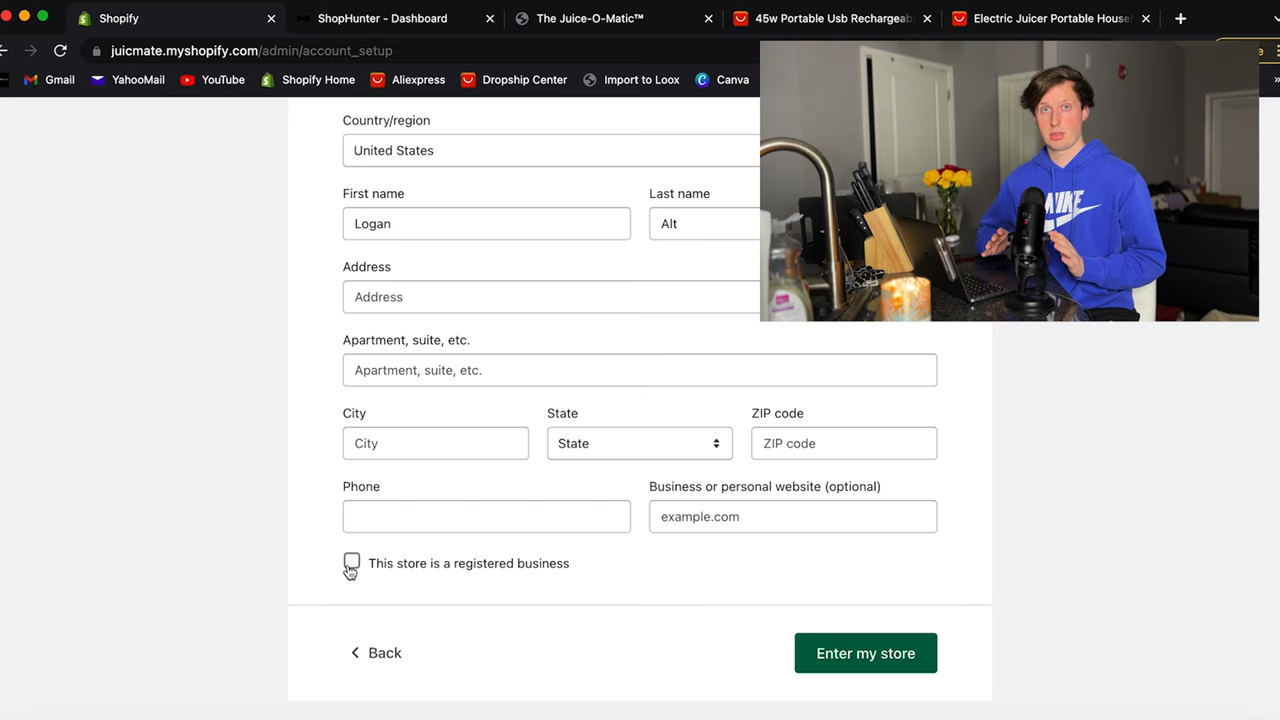 Shopify
ShopHunter - Dashboard
The Juice-O-Matic™
45w Portable Usb Rechargeab
Electric Juicer Portable House
juicmate.myshopify.com/admin/account_setup
Gmail
YahooMail
YouTube
Shopify Home
Aliexpress
Dropship Center
Import to Loox
Canva
Country/region
United States
First name
Last name
Logan
Alt
NIKE
Address
Address
Apartment, suite, etc.
Apartment, suite, etc.
City
State
ZIP code
City
State
ZIP code
Phone
Business or personal website (optional)
example.com
This store is a registered business
Back
Enter my store